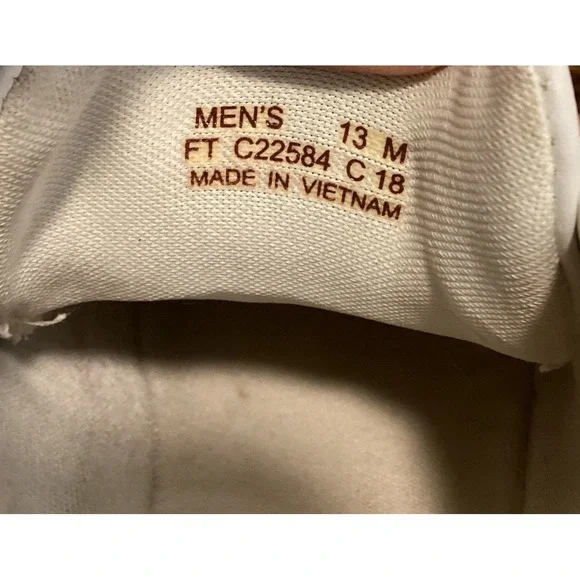 MEN'S 13 M
FT C22584 C 18
MADE IN VIETNAM